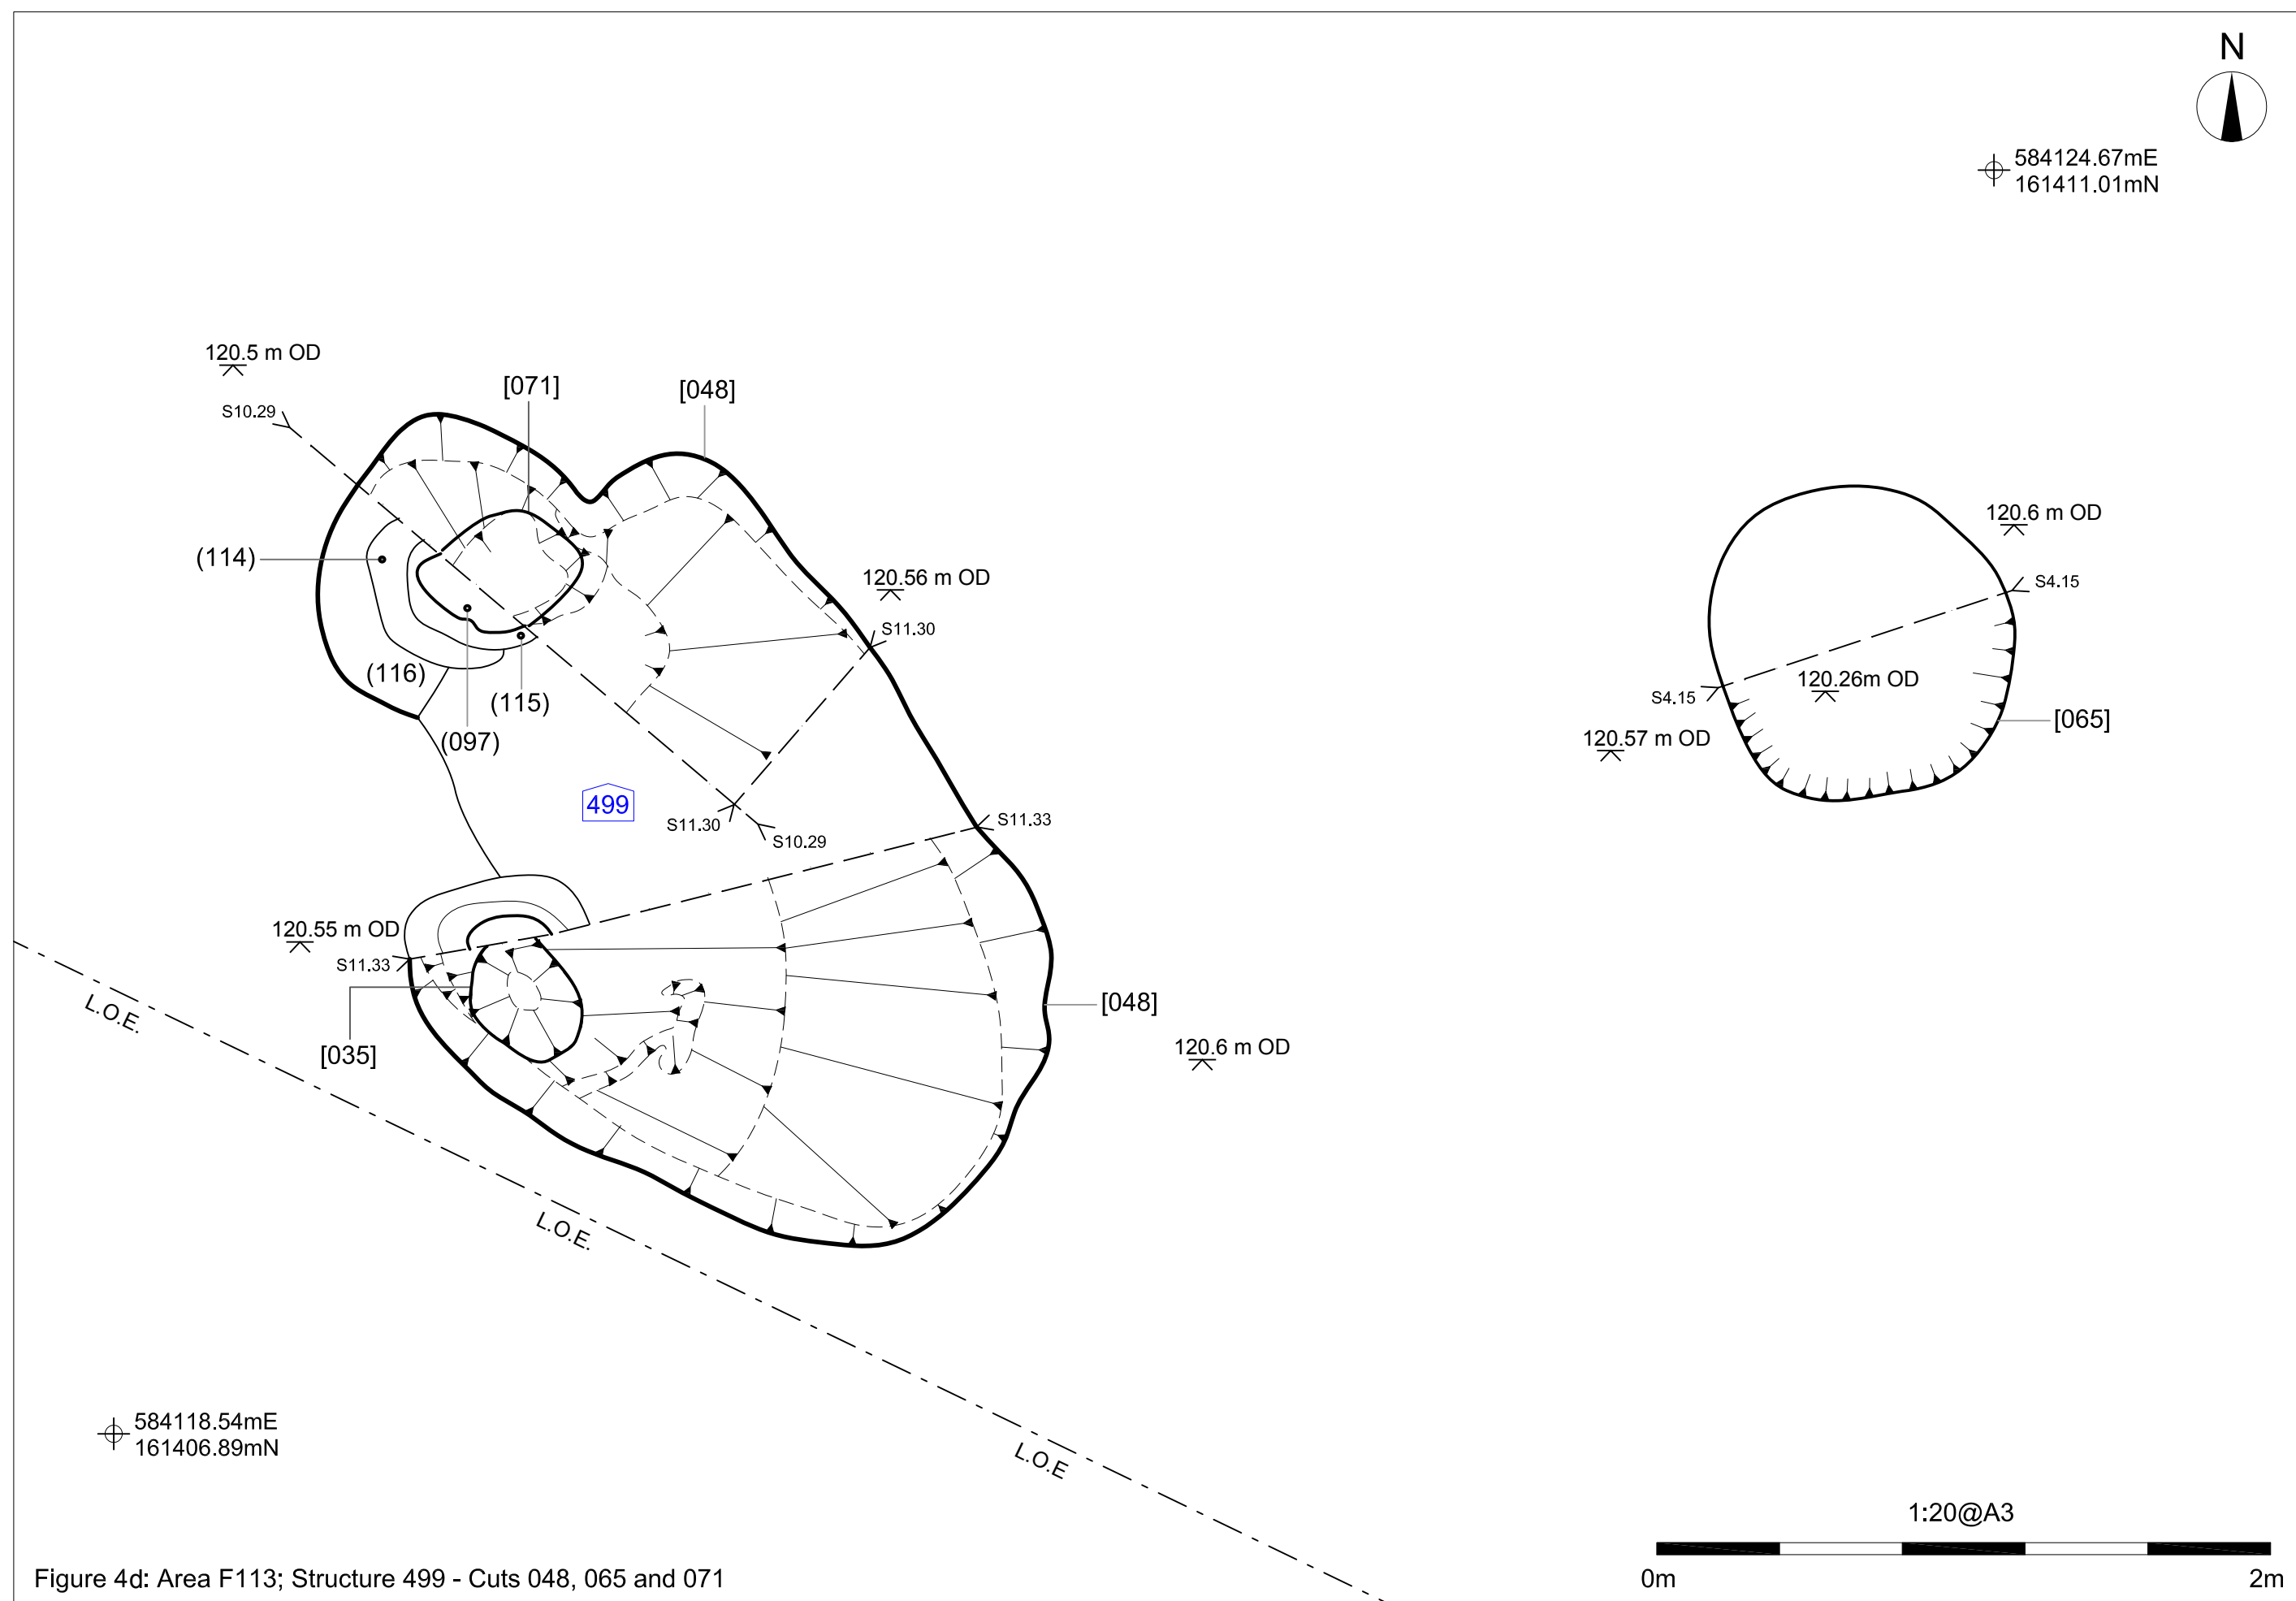 N
584124.67mE
161411.01mN
120.5 m OD
[071]
[048]
S10.29
120.6 m OD
(114)
120.56 m OD
S4.15
S11.30
(116)
120.26m OD
S4.15
(115)
[065]
(097)
120.57 m OD
499
S11.30
S10.29
S11.33
120.55 m OD
S11.33
L.O.E.
[048]
[035]
120.6 m OD
L.O.E.
584118.54mE
161406.89mN
L.O.E
1:20@A3
Figure 4d: Area F113; Structure 499 - Cuts 048, 065 and 071
0m
2m